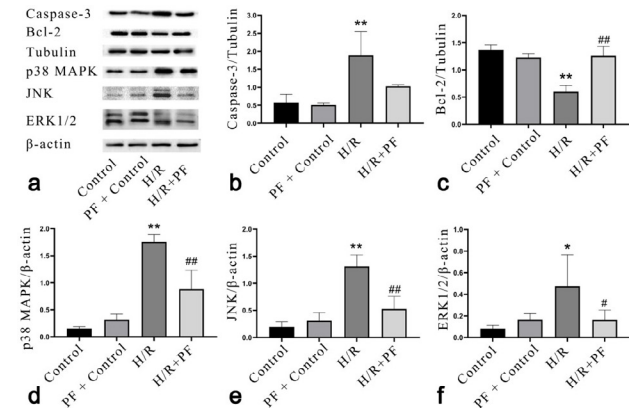 Caspase-3
Bcl-2
Tubulin
p38 MAPK
JNK
ERK1/2
β-actin
Control
PF + Control
H/R
H/R+PF
a
Caspase-3/Tubulin
3.0
2.5
2.0
1.5
1.0
0.5
0.0
**
Control
PF + Control
H/R
H/R+PF
b
Bcl-2/Tubulin
2.0
1.5
1.0
0.5
0.0
**
##
Control
PF + Control
H/R
H/R+PF
c
p38 MAPK/β-actin
2.0
1.5
1.0
0.5
0.0
**
##
Control
PF + Control
H/R
H/R+PF
d
JNK/β-actin
2.0
1.5
1.0
0.5
0.0
**
##
Control
PF + Control
H/R
H/R+PF
e
ERK1/2/β-actin
1.0
0.8
0.6
0.4
0.2
0.0
*
#
Control
PF + Control
H/R
H/R+PF
f